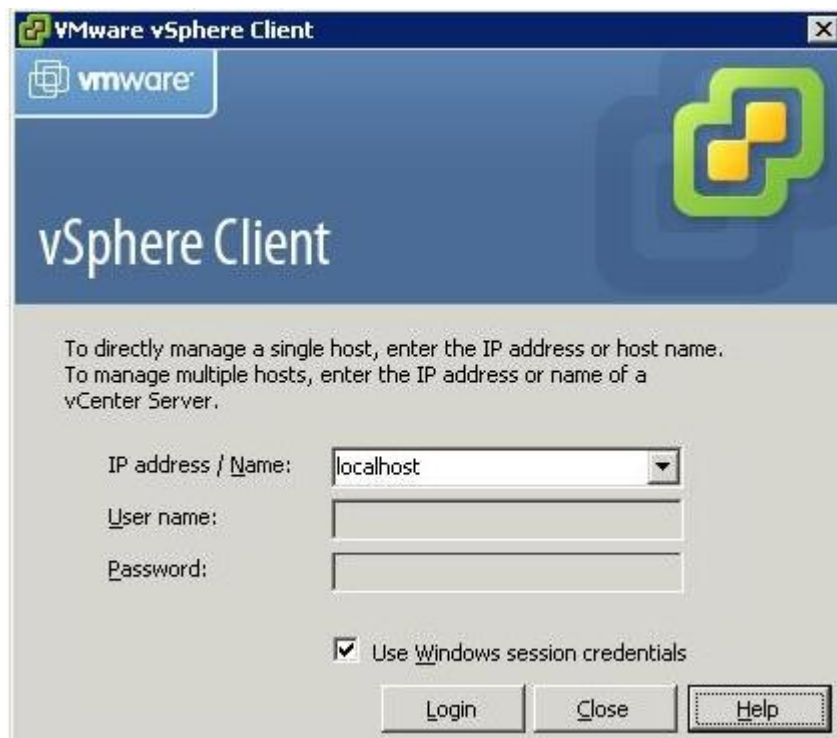 VMware vSphere Client
vmware
vSphere Client
To directly manage a single host, enter the IP address or host name.
To manage multiple hosts, enter the IP address or name of a
vCenter Server.
IP address / Name: localhost
User name:
Password:
Use Windows session credentials
Login Close Help